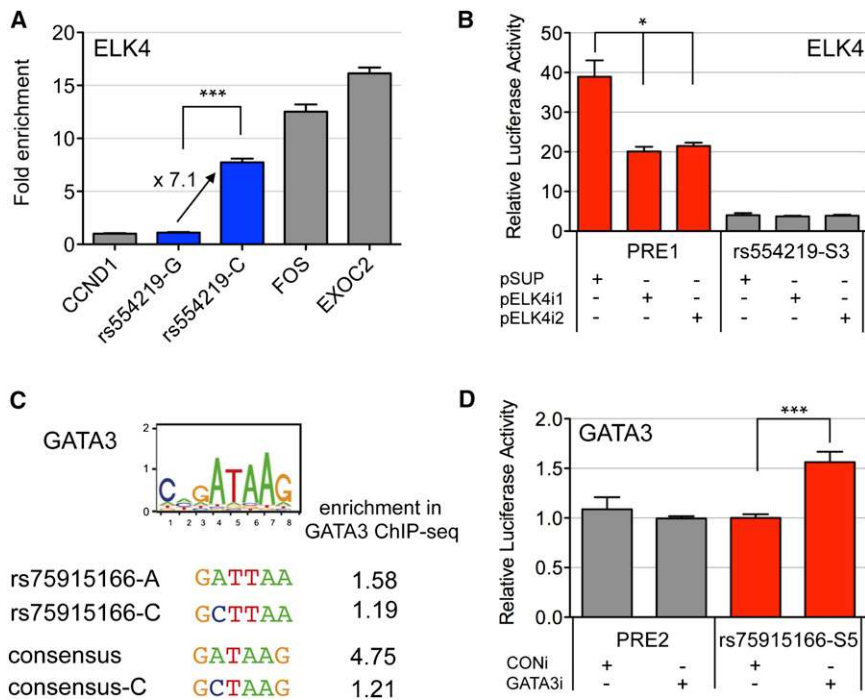 A
ELK4
Fold enrichment
20
15
10
5
0
***
x 7.1
CCND1
rs554219-G
rs554219-C
FOS
EXOC2
B
ELK4
Relative Luciferase Activity
50
40
30
20
10
0
*
PRE1
rs554219-S3
pSUP + - - + - -
pELK4i1 - + - - + -
pELK4i2 - - + - - +
C
GATA3
2
1
0
C GATAAG
1 2 3 4 5 6 7 8
enrichment in
GATA3 ChIP-seq
rs75915166-A GATTAA 1.58
rs75915166-C GCTTAA 1.19
consensus GATAAG 4.75
consensus-C GCTAAG 1.21
D
GATA3
Relative Luciferase Activity
2.0
1.5
1.0
0.5
0.0
***
PRE2
rs75915166-S5
CONi + - + -
GATA3i - + - +